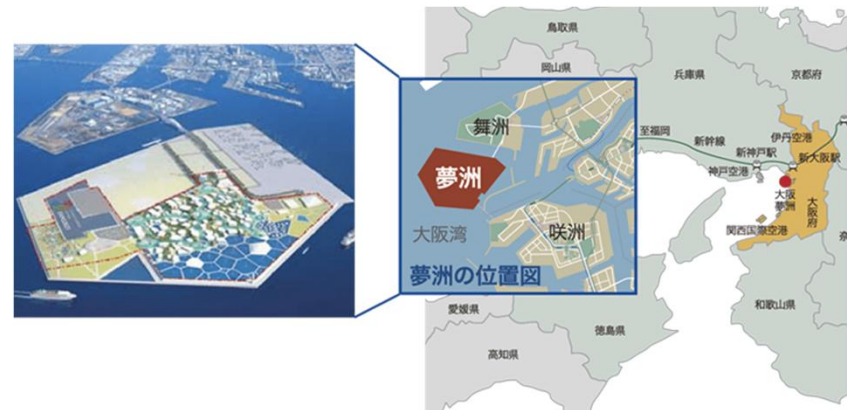 鳥取県
岡山県
兵庫県
京都府
舞洲
夢洲
大阪湾
咲洲
夢洲の位置図
至福岡
新幹線
新神戸駅
神戸空港
伊丹空港
新大阪駅
大阪
夢洲
大阪府
関西国際空港
奈
和歌山県
愛媛県
徳島県
高知県